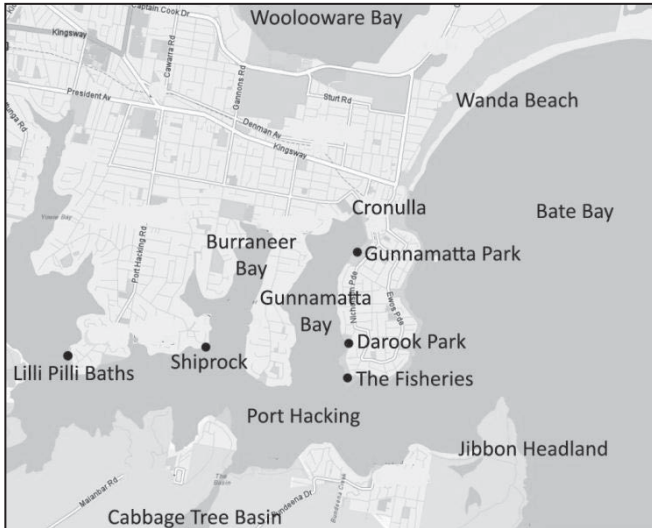 Captain Cook Dr
Woolooware Bay
Kingsway
Cawarra Rd
Gannons Rd
President Av
Sturt Rd
Wanda Beach
Denman Av
Kingsway
Cronulla
Bate Bay
Port Hacking Rd
Burraneer
Bay
Gunnamatta Park
Gunnamatta
Bay
Nicholson Pde
Ewos Pde
Darook Park
Shiprock
Lilli Pilli Baths
The Fisheries
Port Hacking
Jibbon Headland
The
Basin
Maianbar Rd
Bundeena Dr
Bundeena Creek
Cabbage Tree Basin